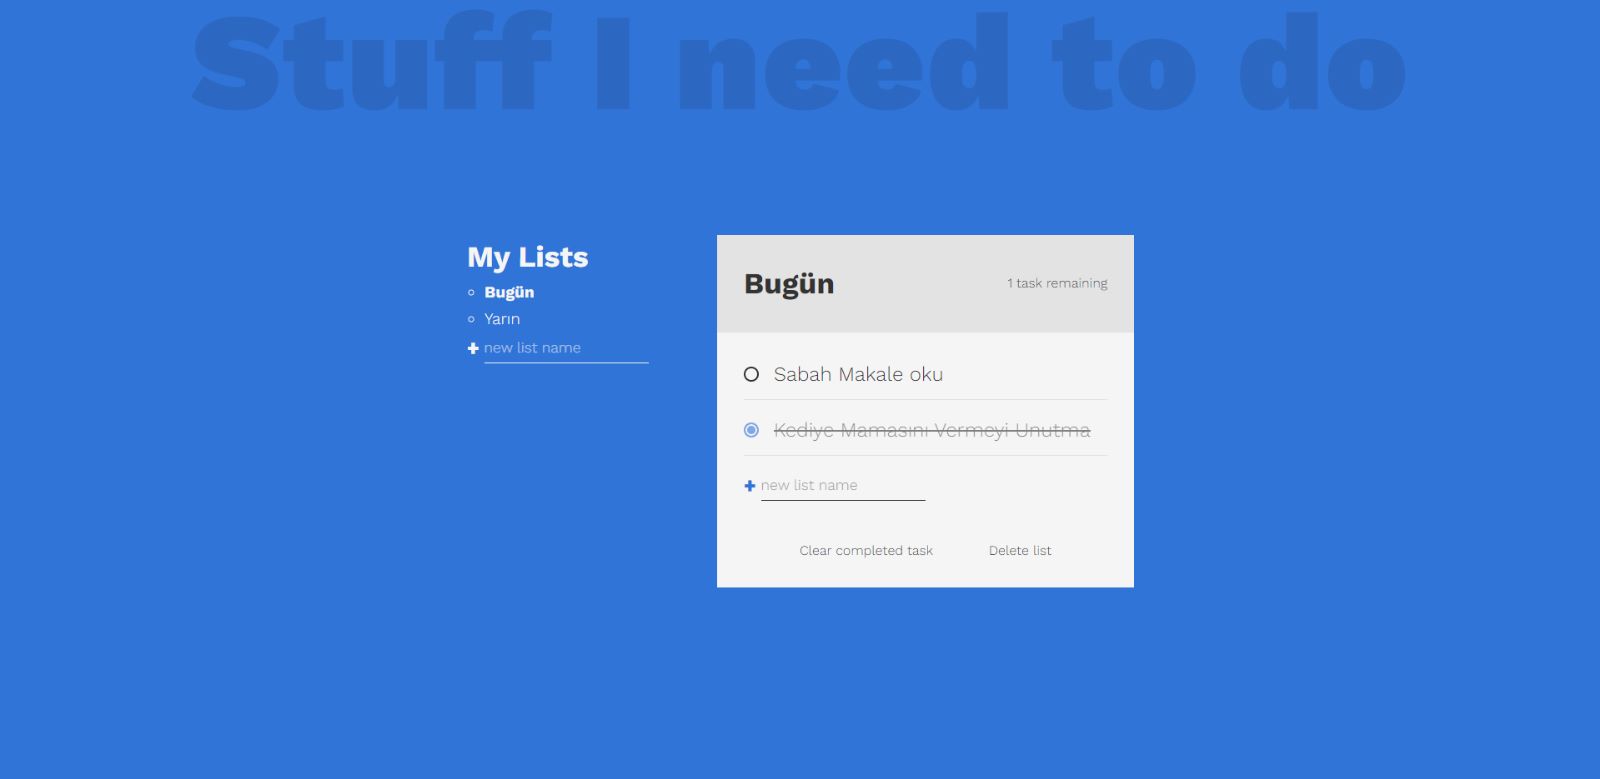 Stuff I need to do
My Lists
Bugün
Yarın
new list name
Bugün
1 task remaining
Sabah Makale oku
Kediye Mamasını Vermeyi Unutma
new list name
Clear completed task
Delete list